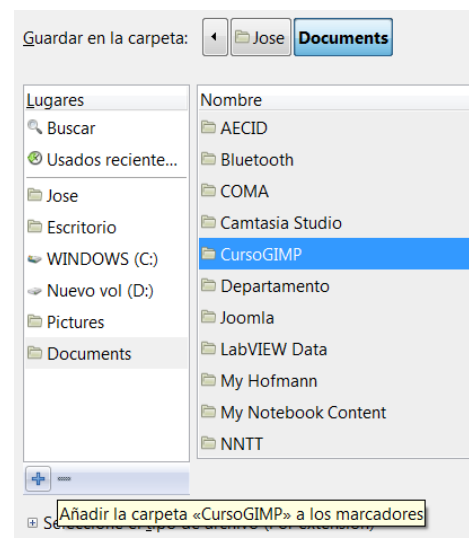 Guardar en la carpeta: Jose Documents
Lugares
Buscar
Usados reciente...
Jose
Escritorio
WINDOWS (C:)
Nuevo vol (D:)
Pictures
Documents
Nombre
AECID
Bluetooth
COMA
Camtasia Studio
CursoGIMP
Departamento
Joomla
LabVIEW Data
My Hofmann
My Notebook Content
NNTT
Añadir la carpeta «CursoGIMP» a los marcadores